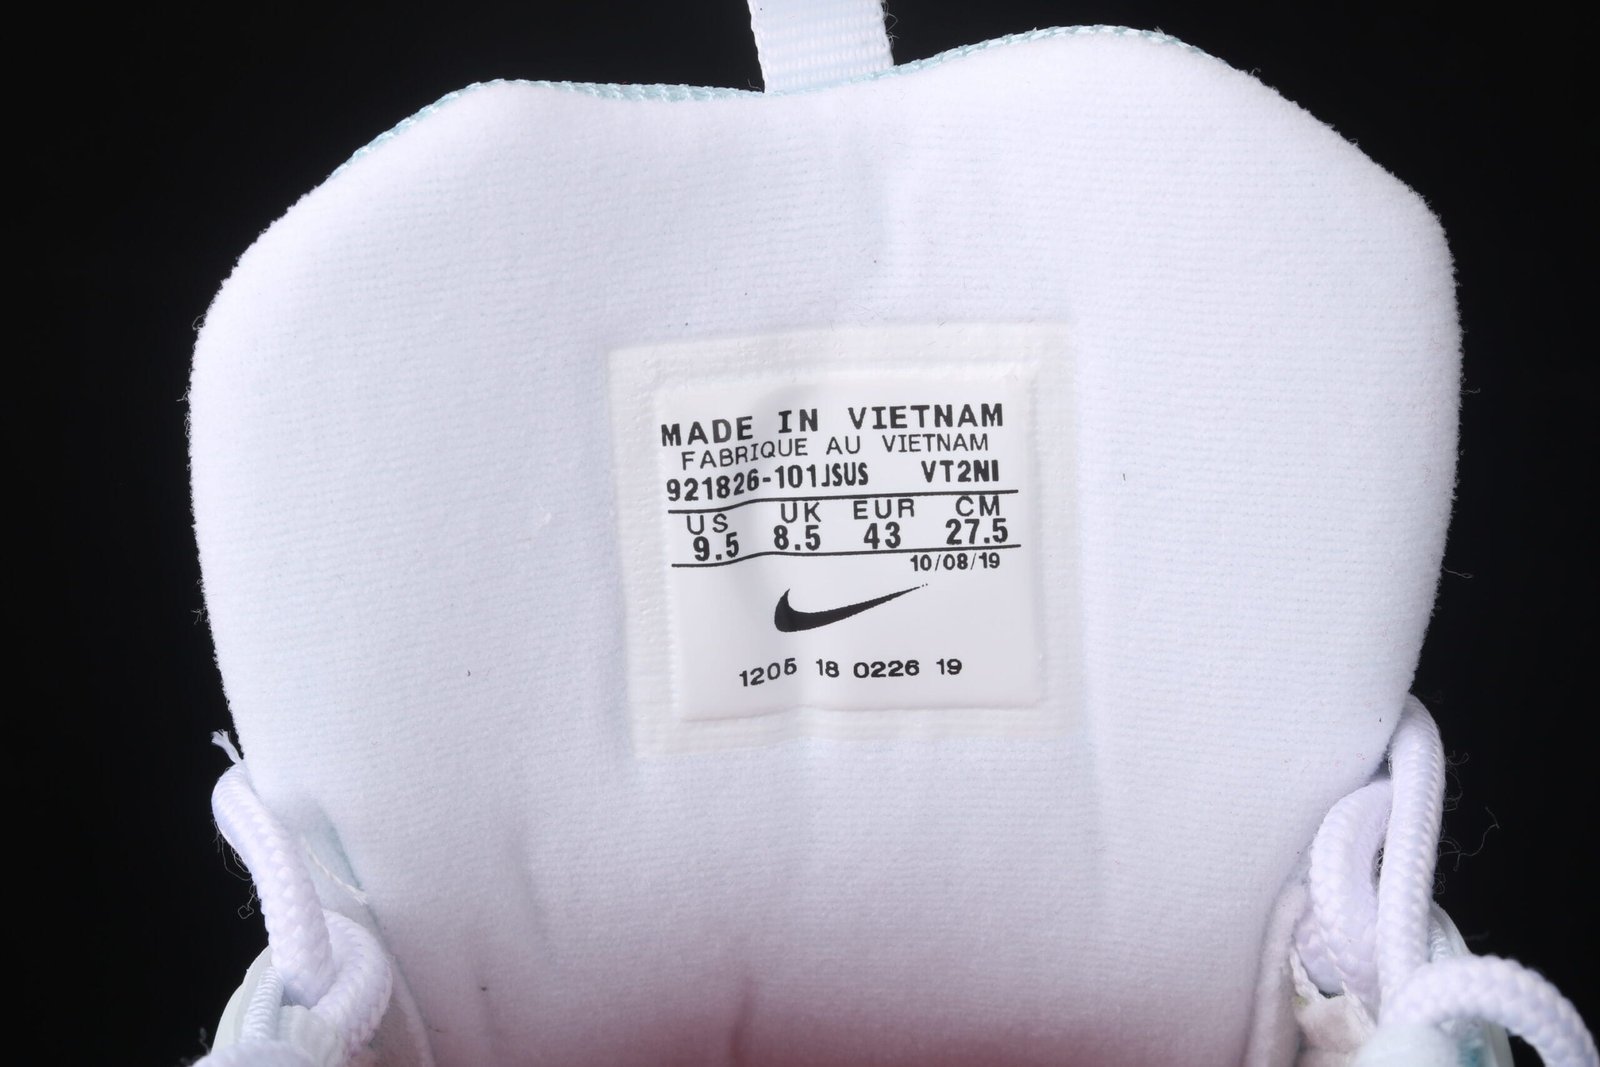 MADE IN VIETNAM
FABRIQUE AU VIETNAM
921826-101JSUS VT2NI
US UK EUR CM
9.5 8.5 43 27.5
10/08/19
1205 18 0226 19